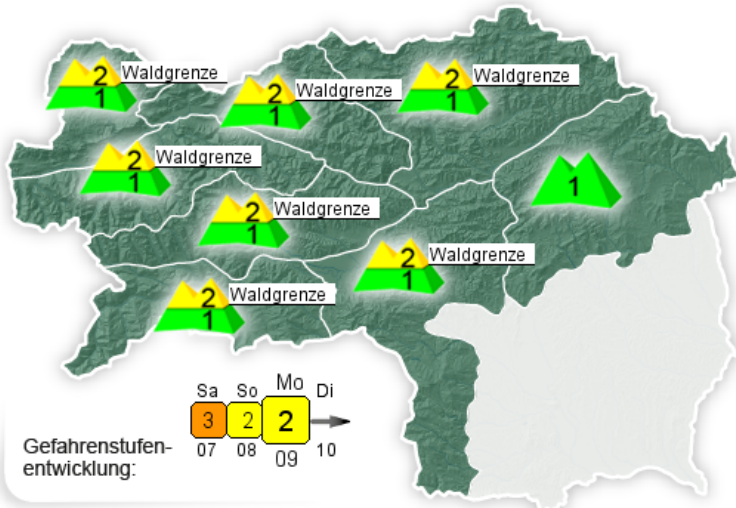 2 Waldgrenze
1
2 Waldgrenze
1
2 Waldgrenze
1
2 Waldgrenze
1
1
2 Waldgrenze
1
2 Waldgrenze
1
2 Waldgrenze
1
Sa So Mo Di
3 2 2
07 08 09 10
Gefahrenstufen-
entwicklung: